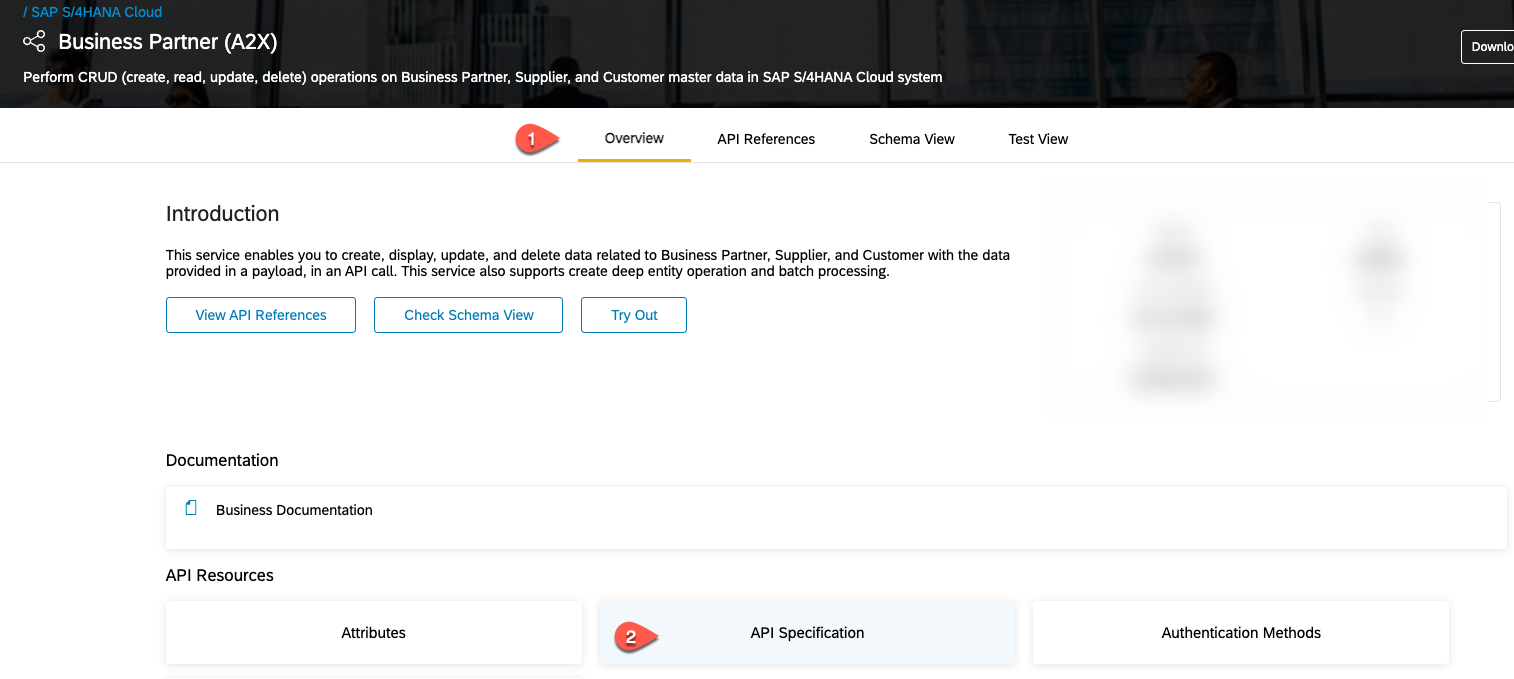 / SAP S/4HANA Cloud
Business Partner (A2X)
Downlo
Perform CRUD (create, read, update, delete) operations on Business Partner, Supplier, and Customer master data in SAP S/4HANA Cloud system
1
Overview
API References
Schema View
Test View
Introduction
This service enables you to create, display, update, and delete data related to Business Partner, Supplier, and Customer with the data
provided in a payload, in an API call. This service also supports create deep entity operation and batch processing.
View API References
Check Schema View
Try Out
Documentation
Business Documentation
API Resources
Attributes
2
API Specification
Authentication Methods